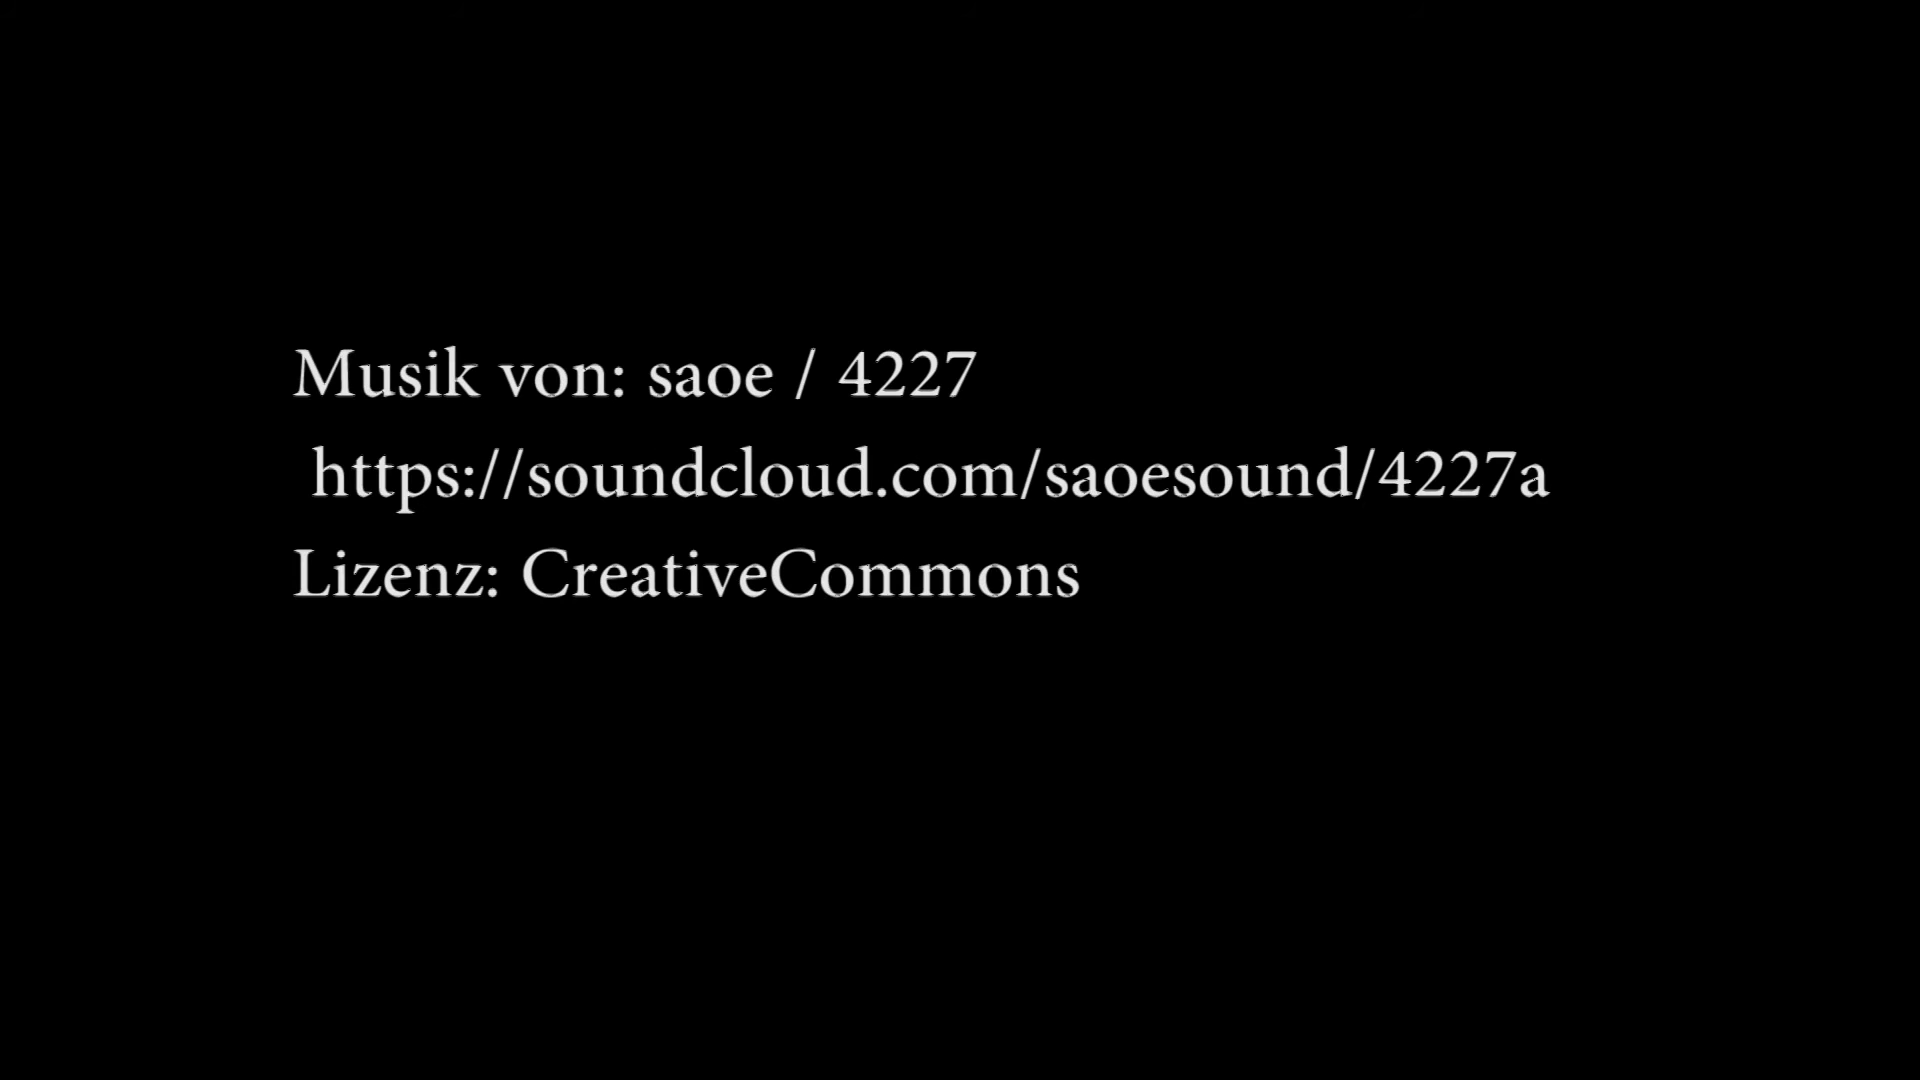 Musik von: saoe / 4227
https://soundcloud.com/saoesound/4227a
Lizenz: CreativeCommons